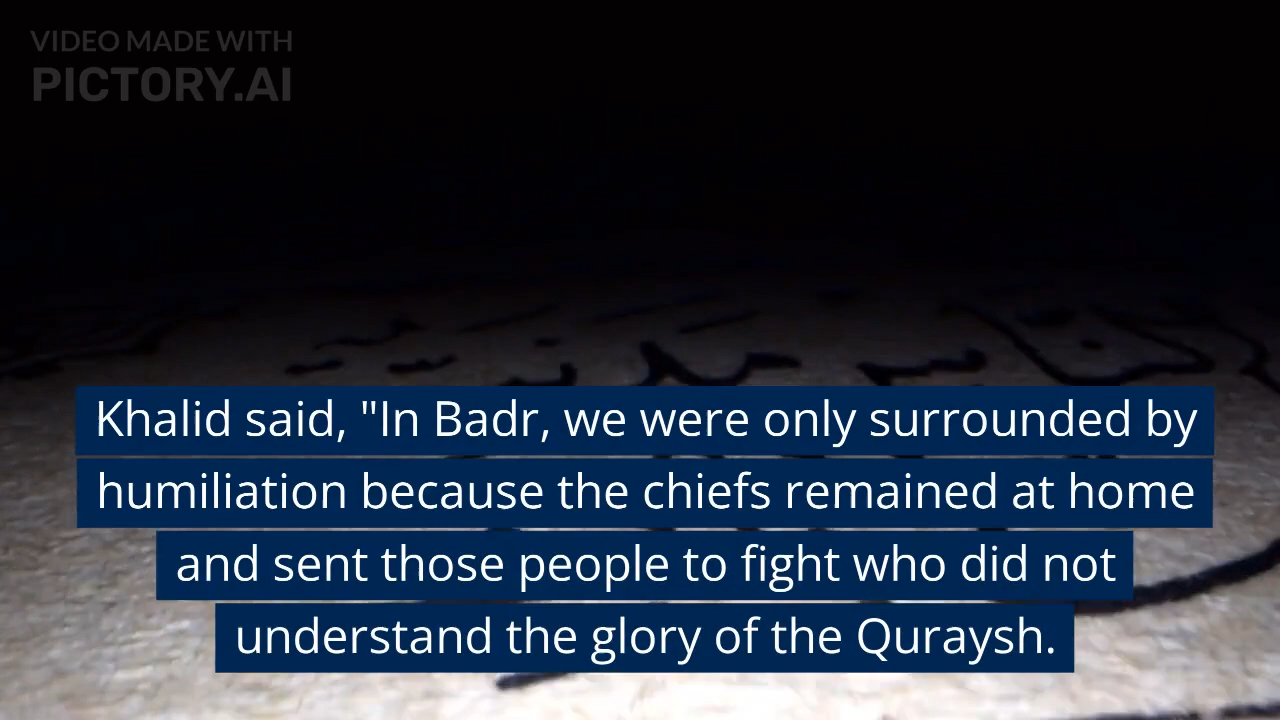 VIDEO MADE WITH
PICTORY.AI
Khalid said, "In Badr, we were only surrounded by
humiliation because the chiefs remained at home
and sent those people to fight who did not
understand the glory of the Quraysh.